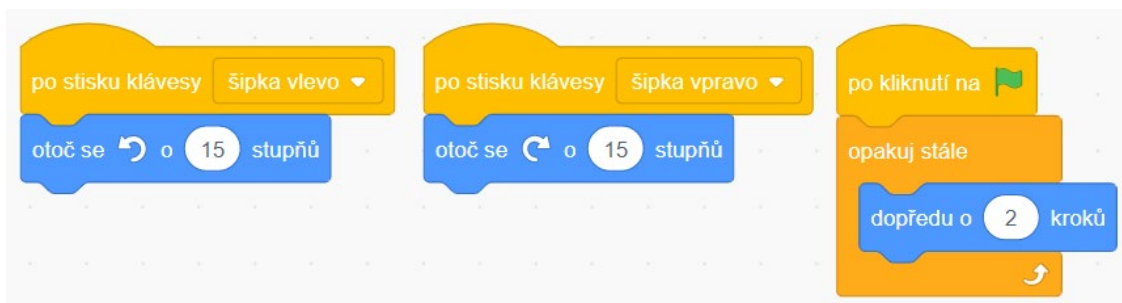 po stisku klávesy šipka vlevo
otoč se o 15 stupňů
po stisku klávesy šipka vpravo
otoč se o 15 stupňů
po kliknutí na
opakuj stále
dopředu o 2 kroků